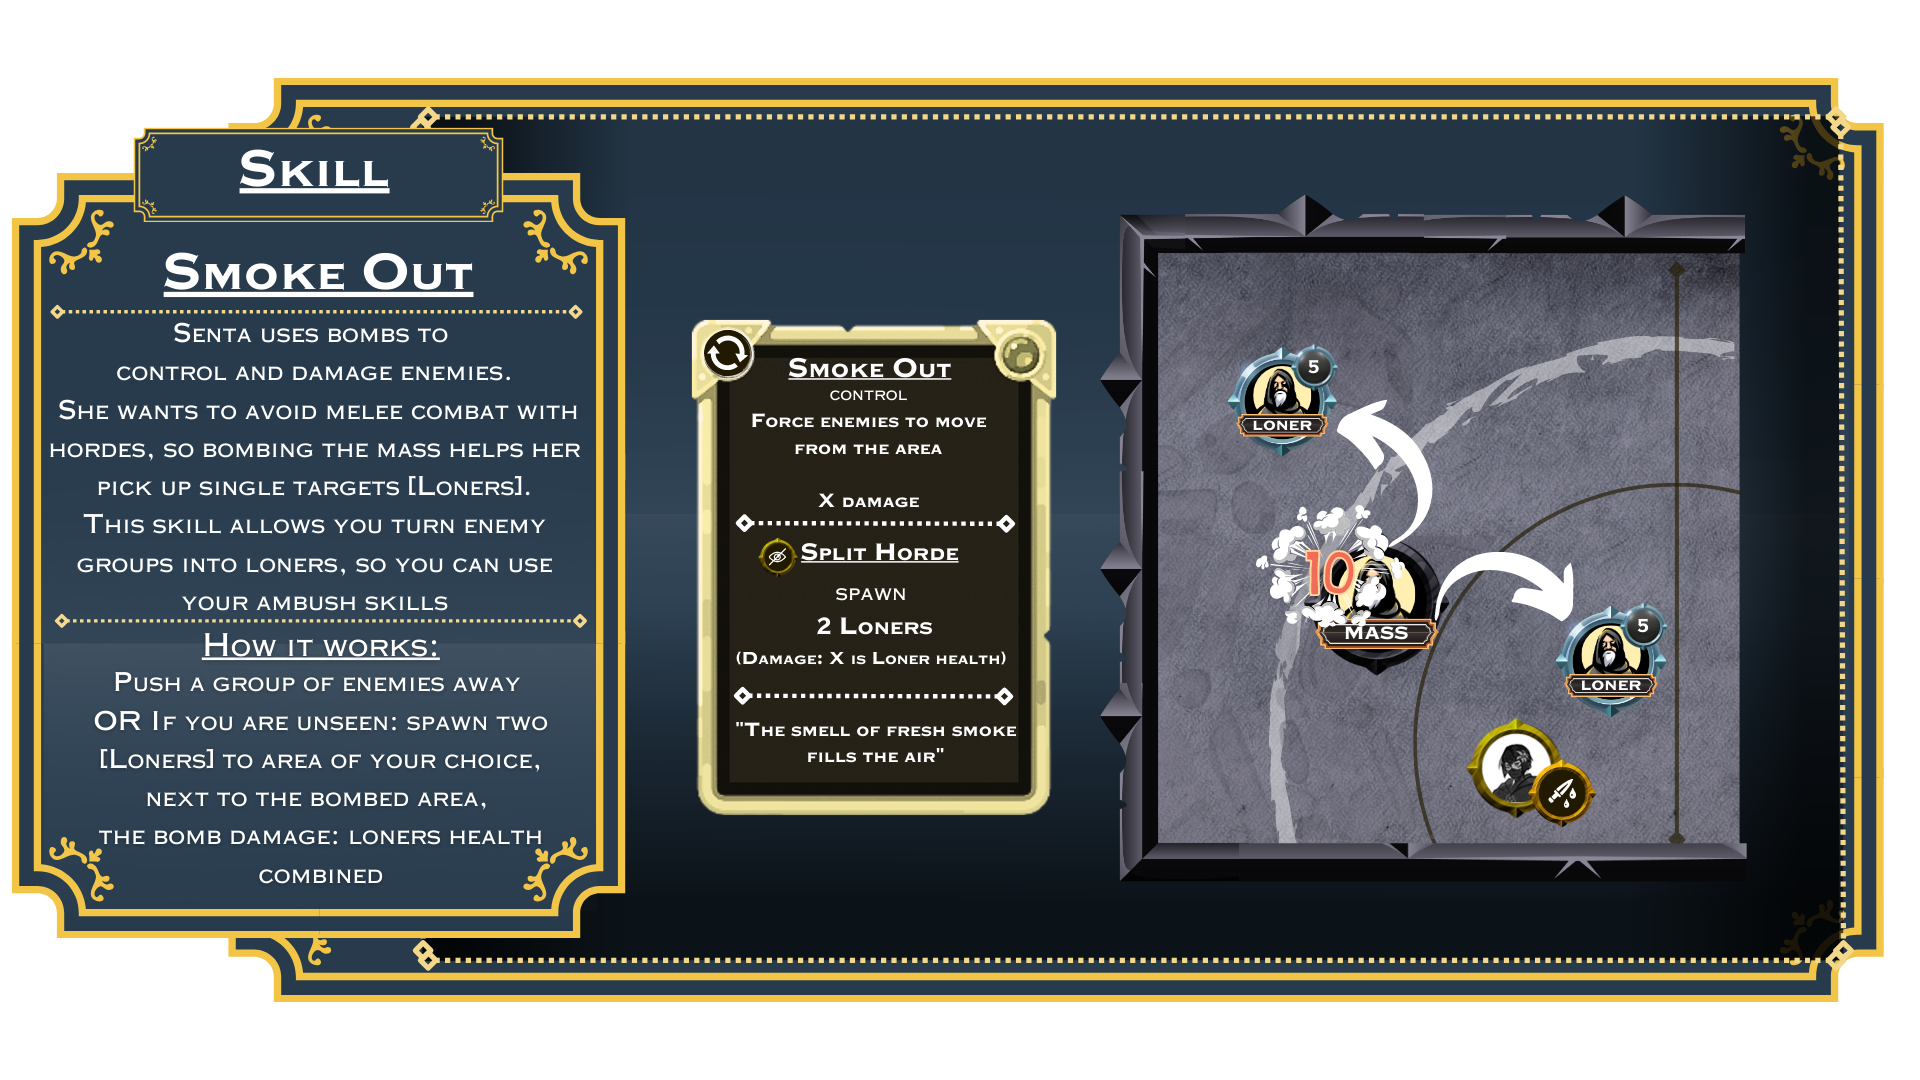 Skill
Smoke Out
Senta uses bombs to
control and damage enemies.
She wants to avoid melee combat with
hordes, so bombing the mass helps her
pick up single targets [Loners].
This skill allows you turn enemy
groups into loners, so you can use
your ambush skills
How it works:
Push a group of enemies away
OR If you are unseen: spawn two
[Loners] to area of your choice,
next to the bombed area,
the bomb damage: loners health
combined
Smoke Out
control
Force enemies to move
from the area
X damage
Split Horde
spawn
2 Loners
(Damage: X is Loner health)
"The smell of fresh smoke
fills the air"
5
LONER
10
MASS
5
LONER